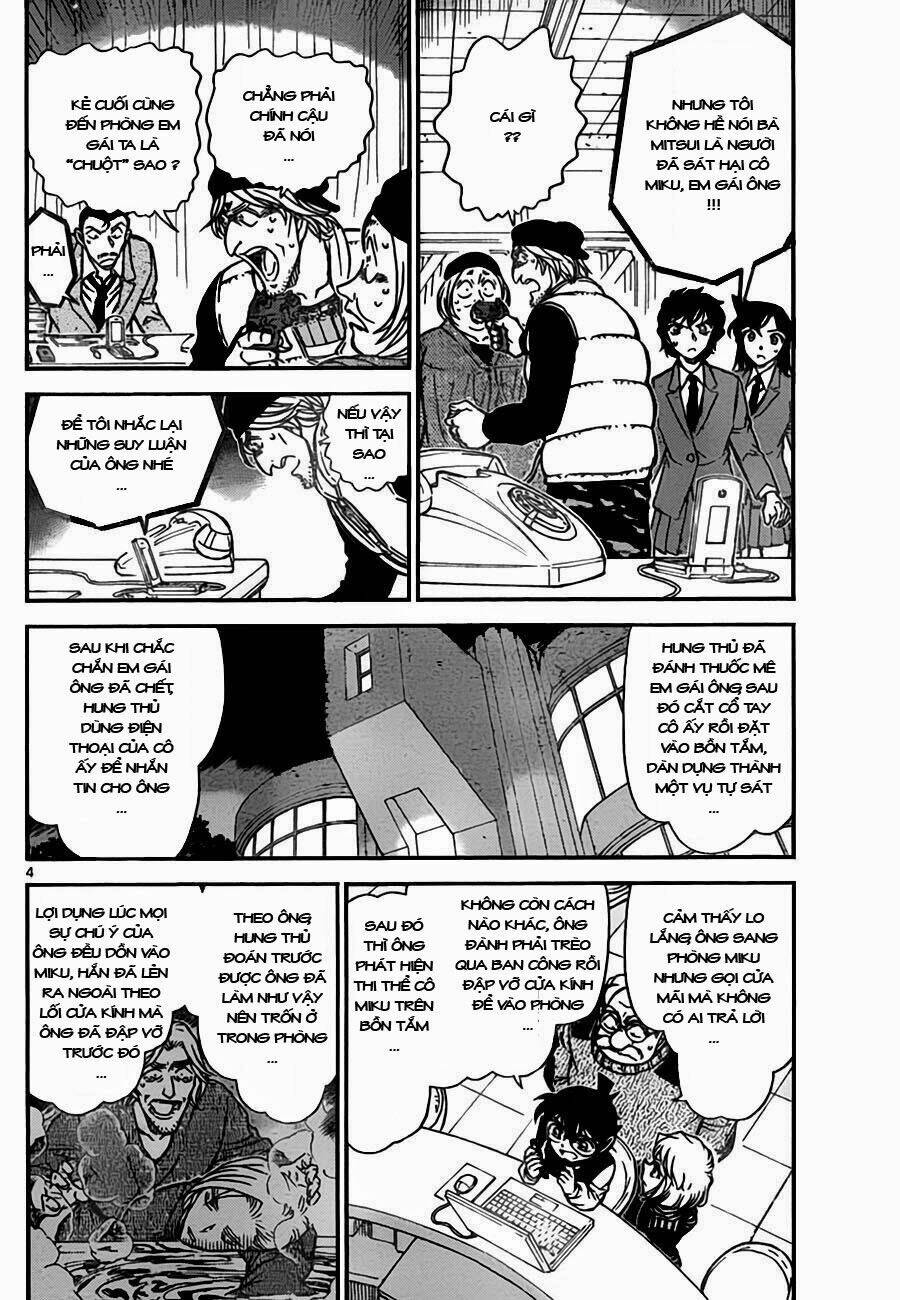 NHƯNG TÔI
KHÔNG HỀ NÓI BÀ
MITSUI LÀ NGƯỜI
ĐÃ SÁT HẠI CÔ
MIKU, EM GÁI ÔNG
!!!
CÁI GÌ
??
CHẲNG PHẢI
CHÍNH CẬU
ĐÃ NÓI
...
KẺ CUỐI CÙNG
ĐẾN PHÒNG EM
GÁI TA LÀ
"CHUỘT" SAO ?
PHẢI
...
NẾU VẬY
THÌ TẠI
SAO
ĐỂ TÔI NHẮC LẠI
NHỮNG SUY LUẬN
CỦA ÔNG NHÉ
...
HUNG THỦ ĐÃ
ĐÁNH THUỐC MÊ
EM GÁI ÔNG, SAU
ĐÓ CẮT CỔ TAY
CÔ ẤY RỒI ĐẶT
VÀO BỒN TẮM,
DÀN DỰNG THÀNH
MỘT VỤ TỰ SÁT
...
SAU KHI CHẮC
CHẮN EM GÁI
ÔNG ĐÃ CHẾT,
HUNG THỦ
DÙNG ĐIỆN
THOẠI CỦA CÔ
ẤY ĐỂ NHẮN
TIN CHO ÔNG
...
4
CẢM THẤY LO
LẮNG, ÔNG SANG
PHÒNG MIKU
NHƯNG GỌI CỬA
MÃI MÀ KHÔNG
CÓ AI TRẢ LỜI
...
KHÔNG CÒN CÁCH
NÀO KHÁC, ÔNG
ĐÀNH PHẢI TRÈO
QUA BAN CÔNG RỒI
ĐẬP VỠ CỬA KÍNH
ĐỂ VÀO PHÒNG
...
SAU ĐÓ
THÌ ÔNG
PHÁT HIỆN
THI THỂ CÔ
MIKU TRÊN
BỒN TẮM
...
THEO ÔNG,
HUNG THỦ
ĐOÁN TRƯỚC
ĐƯỢC ÔNG ĐÃ
LÀM NHƯ VẬY
NÊN TRỐN Ở
TRONG PHÒNG
...
LỢI DỤNG LÚC MỌI
SỰ CHÚ Ý CỦA
ÔNG ĐỀU DỒN VÀO
MIKU, HẮN ĐÃ LẺN
RA NGOÀI THEO
LỐI CỬA KÍNH MÀ
ÔNG ĐÃ ĐẬP VỠ
TRƯỚC ĐÓ
...